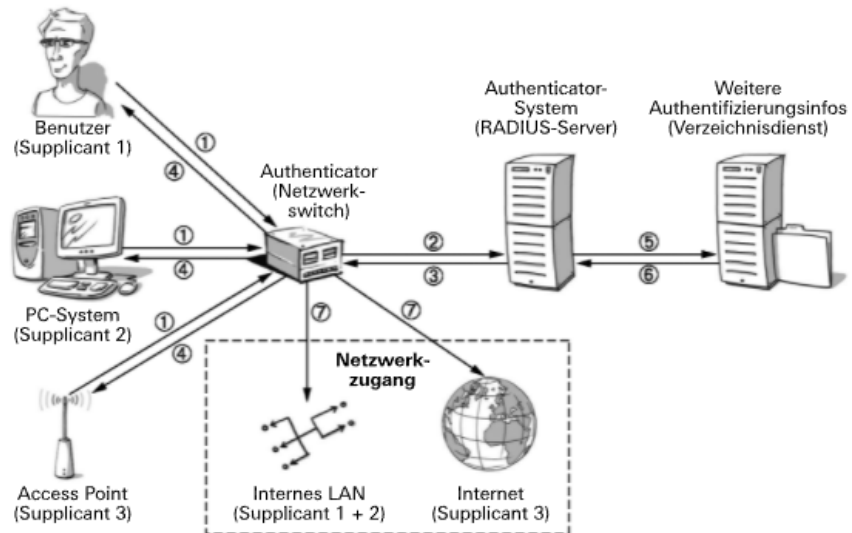 Benutzer
(Supplicant 1)
①
④
Authenticator
(Netzwerk-
switch)
Authenticator-
System
(RADIUS-Server)
Weitere
Authentifizierungsinfos
(Verzeichnisdienst)
①
④
②
③
⑤
⑥
PC-System
(Supplicant 2)
①
④
⑦
⑦
Netzwerk-
zugang
Access Point
(Supplicant 3)
Internes LAN
(Supplicant 1 + 2)
Internet
(Supplicant 3)